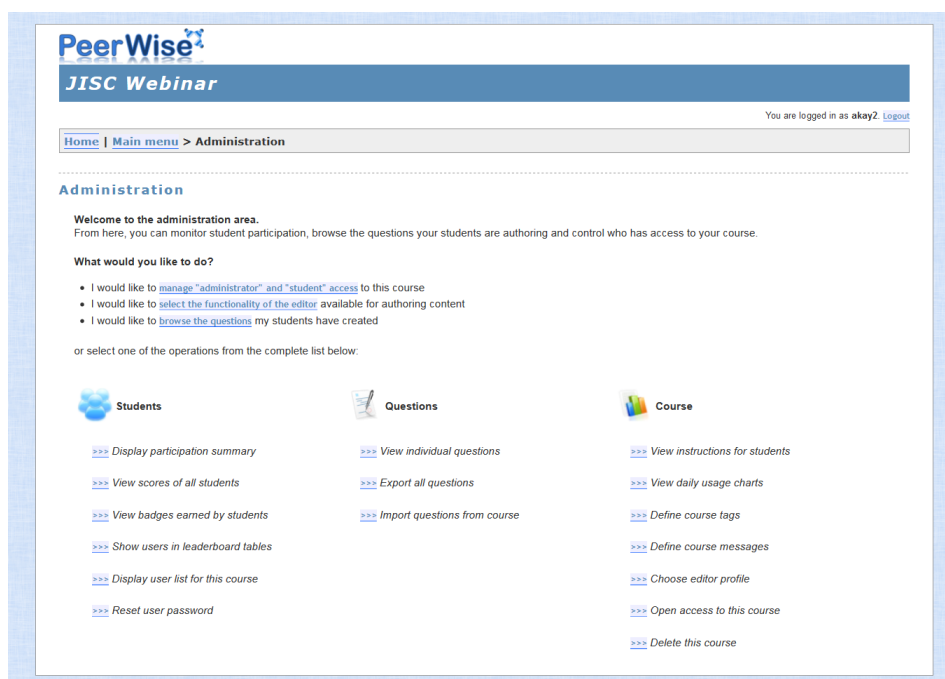 PeerWise
JISC Webinar
You are logged in as akay2. Logout
Home | Main menu > Administration
Administration
Welcome to the administration area.
From here, you can monitor student participation, browse the questions your students are authoring and control who has access to your course.
What would you like to do?
• I would like to manage "administrator" and "student" access to this course
• I would like to select the functionality of the editor available for authoring content
• I would like to browse the questions my students have created
or select one of the operations from the complete list below:
Students
>>> Display participation summary
>>> View scores of all students
>>> View badges earned by students
>>> Show users in leaderboard tables
>>> Display user list for this course
>>> Reset user password
Questions
>>> View individual questions
>>> Export all questions
>>> Import questions from course
Course
>>> View instructions for students
>>> View daily usage charts
>>> Define course tags
>>> Define course messages
>>> Choose editor profile
>>> Open access to this course
>>> Delete this course